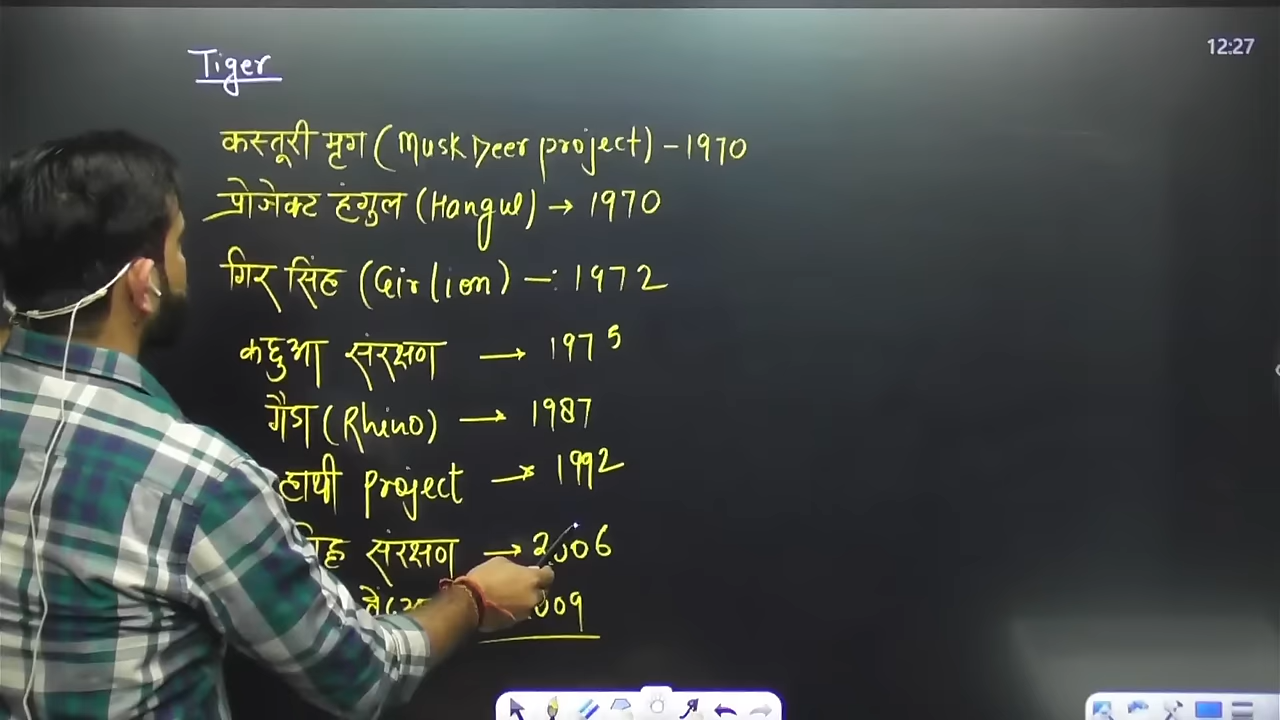 12:27
Tiger
कस्तूरी मृग (Musk Deer project) - 1970
प्रोजेक्ट हंगुल (Hangul) → 1970
गिर सिंह (Gir lion) -: 1972
कछुआ संरक्षण → 1975
गैंडा (Rhino) → 1987
हाथी project → 1992
संरक्षण → 2006
009